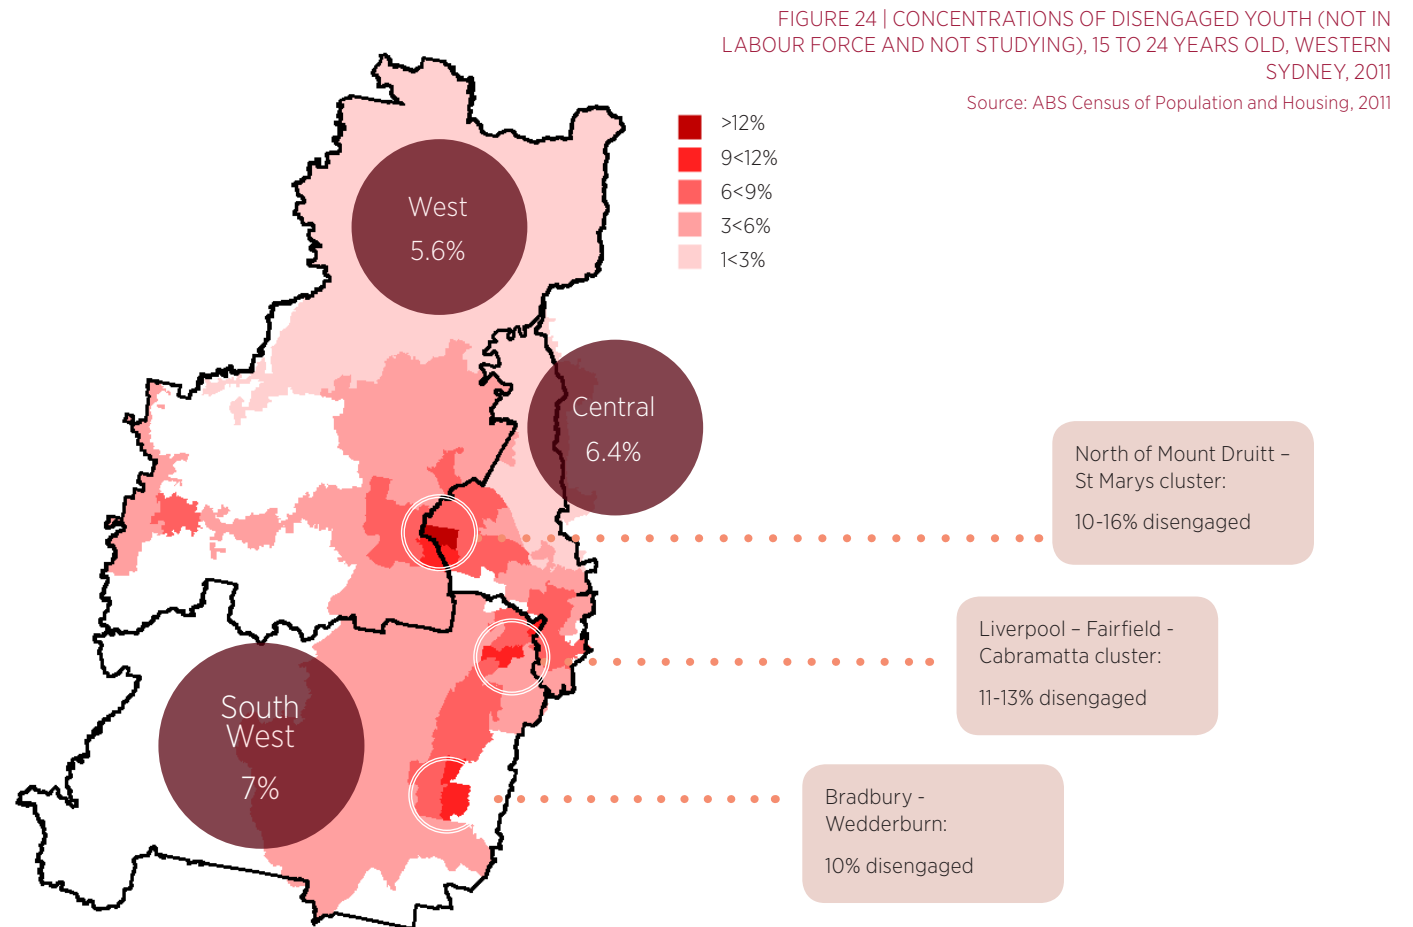 FIGURE 24 | CONCENTRATIONS OF DISENGAGED YOUTH (NOT IN
LABOUR FORCE AND NOT STUDYING), 15 TO 24 YEARS OLD, WESTERN
SYDNEY, 2011
Source: ABS Census of Population and Housing, 2011
>12%
9<12%
6<9%
3<6%
1<3%
West
5.6%
Central
6.4%
North of Mount Druitt –
St Marys cluster:
10-16% disengaged
Liverpool – Fairfield -
Cabramatta cluster:
11-13% disengaged
South
West
7%
Bradbury -
Wedderburn:
10% disengaged